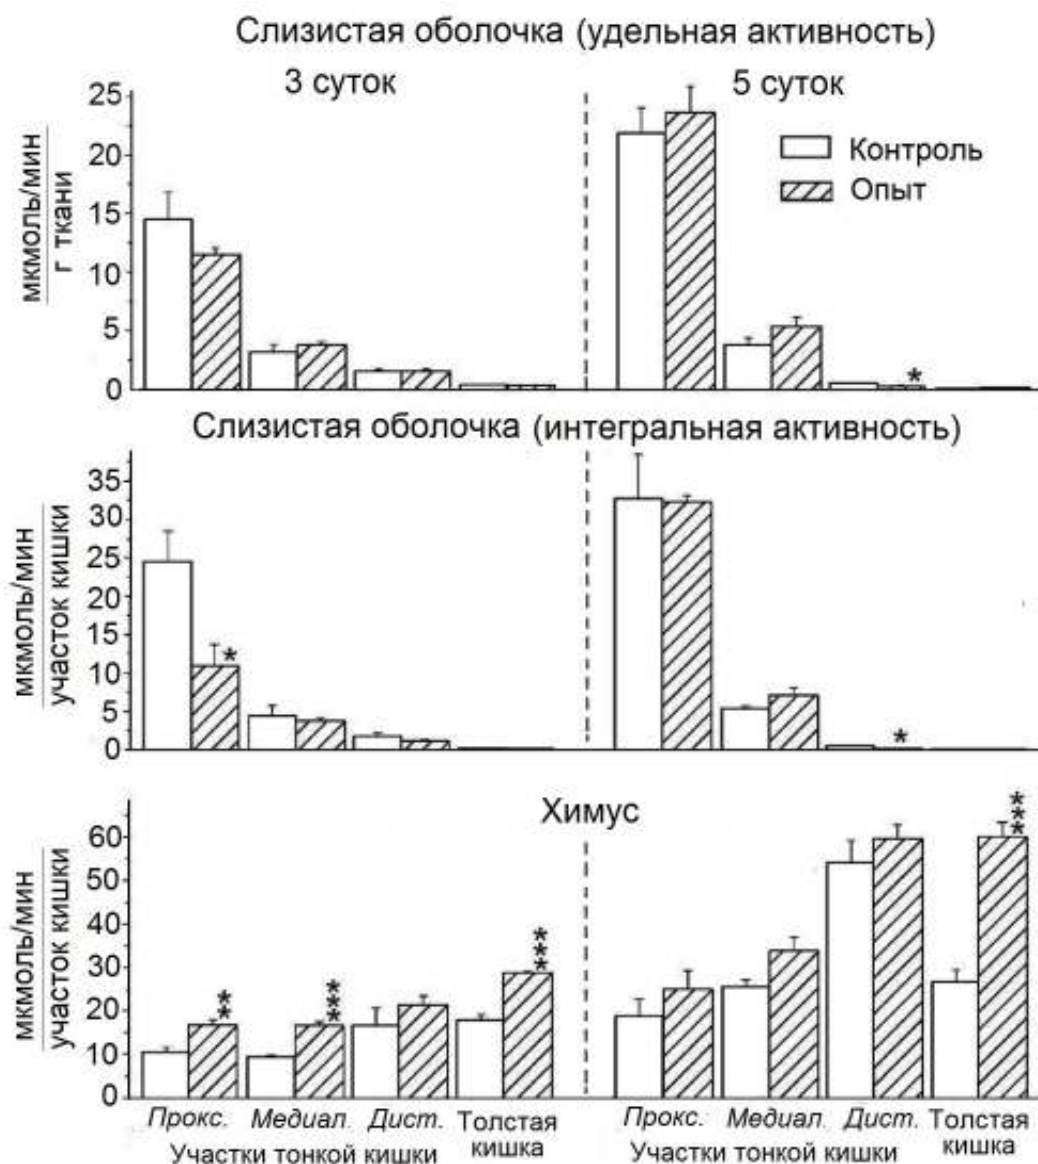 Слизистая оболочка (удельная активность)
3 суток
5 суток
Контроль
Опыт
мкмоль/мин
г ткани
25
20
15
10
5
0
*
Слизистая оболочка (интегральная активность)
мкмоль/мин
участок кишки
35
30
25
20
15
10
5
0
*
*
Химус
мкмоль/мин
участок кишки
60
50
40
30
20
10
0
**
***
***
***
Прокс. Медиал. Дист. Толстая кишка
Участки тонкой кишки
Прокс. Медиал. Дист. Толстая кишка
Участки тонкой кишки